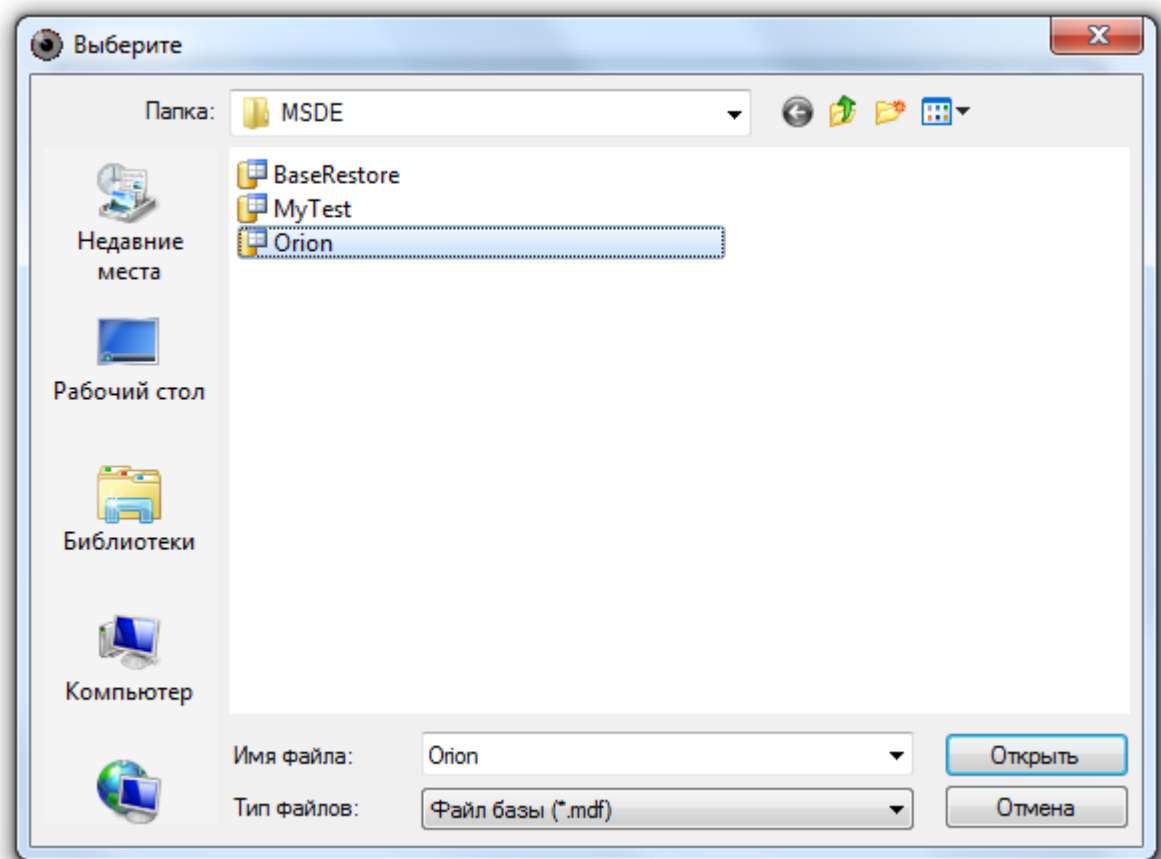 Выберите
Папка: MSDE
BaseRestore
MyTest
Orion
Недавние
места
Рабочий стол
Библиотеки
Компьютер
Имя файла: Orion Открыть
Тип файлов: Файл базы (*.mdf) Отмена